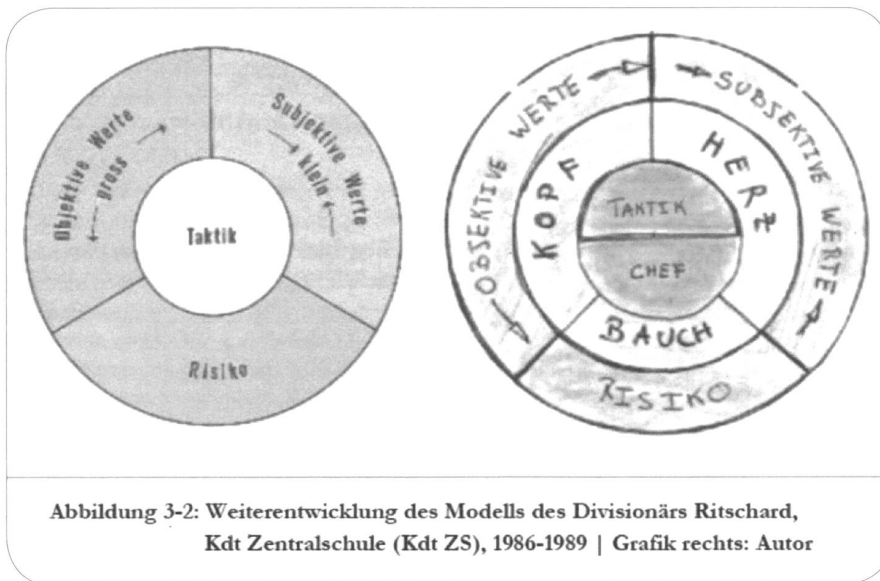 Objektive Werte
gross
Subjektive Werte
klein
Taktik
Risiko
OBJEKTIVE WERTE
SUBJEKTIVE WERTE
KOPF
HERZ
TAKTIK
CHEF
BAUCH
RISIKO
Abbildung 3-2: Weiterentwicklung des Modells des Divisionärs Ritschard,
Kdt Zentralschule (Kdt ZS), 1986-1989 | Grafik rechts: Autor